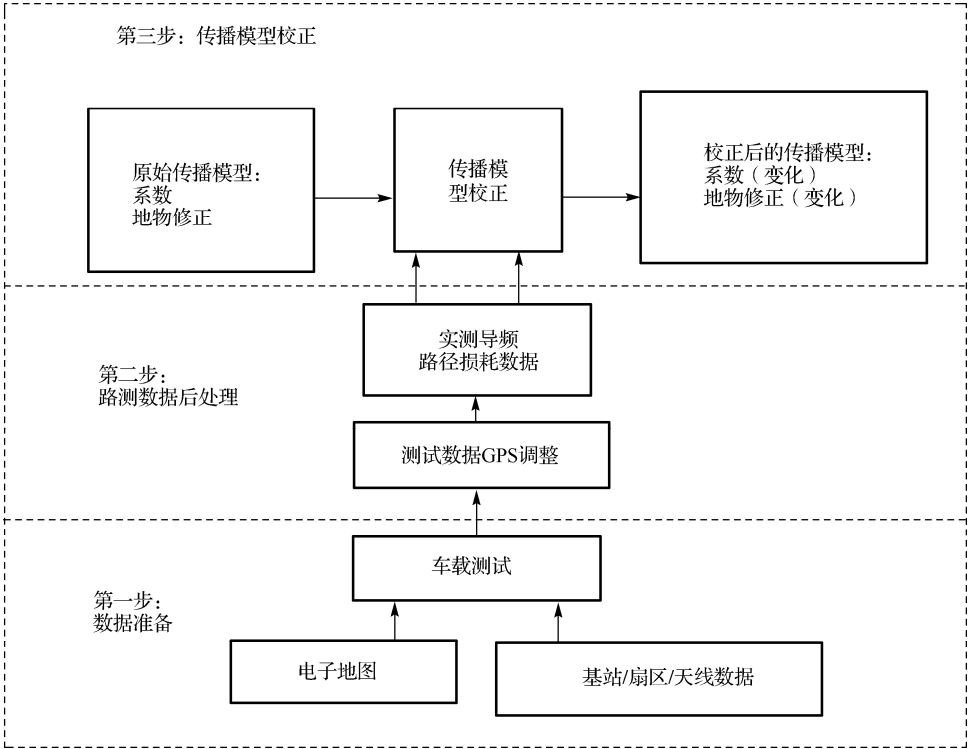 第三步：传播模型校正
原始传播模型：
系数
地物修正
传播模
型校正
校正后的传播模型：
系数（变化）
地物修正（变化）
第二步：
路测数据后处理
实测导频
路径损耗数据
测试数据GPS调整
第一步：
数据准备
车载测试
电子地图
基站/扇区/天线数据